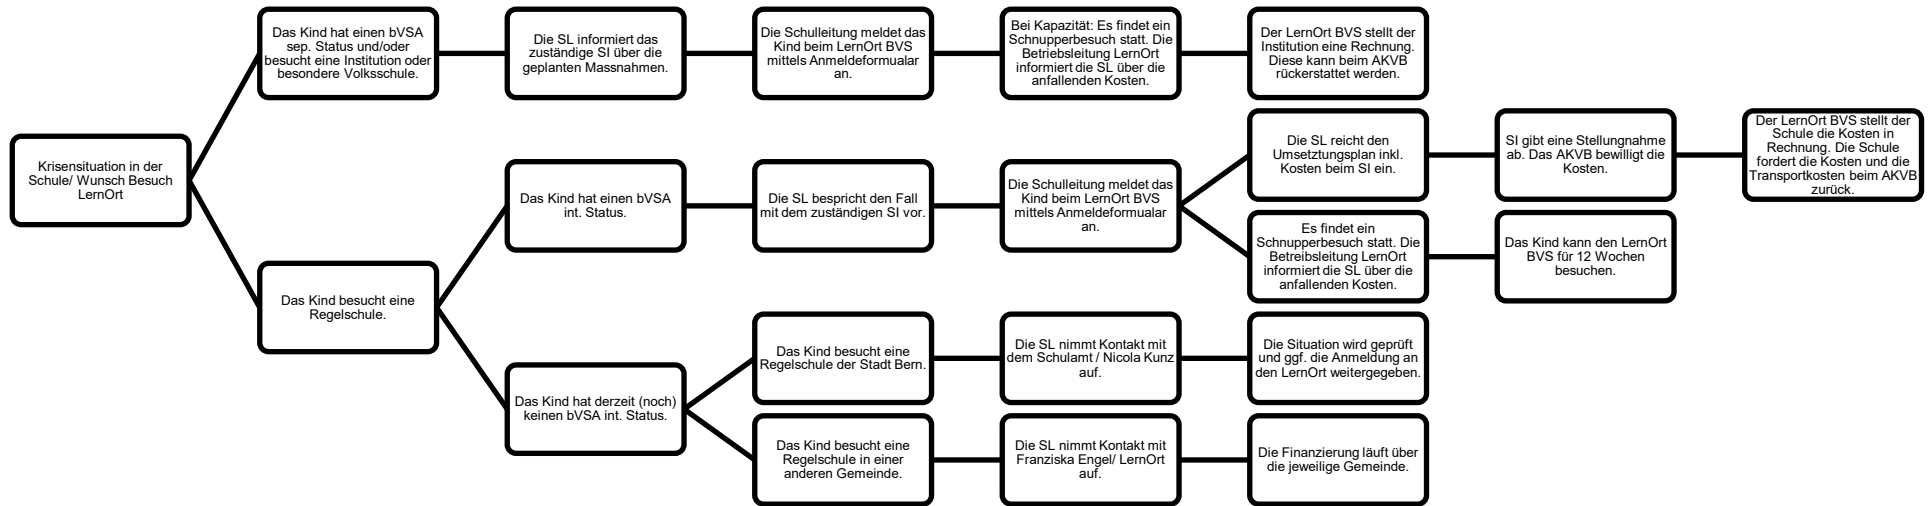 Krisensituation in der
Schule/ Wunsch Besuch
LernOrt
Das Kind hat einen bVSA
sep. Status und/oder
besucht eine Institution oder
besondere Volksschule.
Die SL informiert das
zuständige SI über die
geplanten Massnahmen.
Die Schulleitung meldet das
Kind beim LernOrt BVS
mittels Anmeldeformualar
an.
Bei Kapazität: Es findet ein
Schnupperbesuch statt. Die
Betriebsleitung LernOrt
informiert die SL über die
anfallenden Kosten.
Der LernOrt BVS stellt der
Institution eine Rechnung.
Diese kann beim AKVB
rückerstattet werden.
Das Kind besucht eine
Regelschule.
Das Kind hat einen bVSA
int. Status.
Die SL bespricht den Fall
mit dem zuständigen SI vor.
Die Schulleitung meldet das
Kind beim LernOrt BVS
mittels Anmeldeformualar
an.
Die SL reicht den
Umsetztungsplan inkl.
Kosten beim SI ein.
SI gibt eine Stellungnahme
ab. Das AKVB bewilligt die
Kosten.
Der LernOrt BVS stellt der
Schule die Kosten in
Rechnung. Die Schule
fordert die Kosten und die
Transportkosten beim AKVB
zurück.
Es findet ein
Schnupperbesuch statt. Die
Betreibsleitung LernOrt
informiert die SL über die
anfallenden Kosten.
Das Kind kann den LernOrt
BVS für 12 Wochen
besuchen.
Das Kind hat derzeit (noch)
keinen bVSA int. Status.
Das Kind besucht eine
Regelschule der Stadt Bern.
Die SL nimmt Kontakt mit
dem Schulamt / Nicola Kunz
auf.
Die Situation wird geprüft
und ggf. die Anmeldung an
den LernOrt weitergegeben.
Das Kind besucht eine
Regelschule in einer
anderen Gemeinde.
Die SL nimmt Kontakt mit
Franziska Engel/ LernOrt
auf.
Die Finanzierung läuft über
die jeweilige Gemeinde.